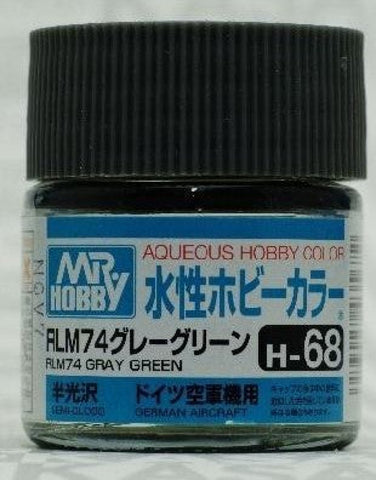 AQUEOUS HOBBY COLOR
MR HOBBY
水性ホビーカラー
RLM74グレーグリーン
RLM74 GRAY GREEN
H-68
半光沢
SEMI-GLOSS
ドイツ空軍機用
GERMAN AIRCRAFT